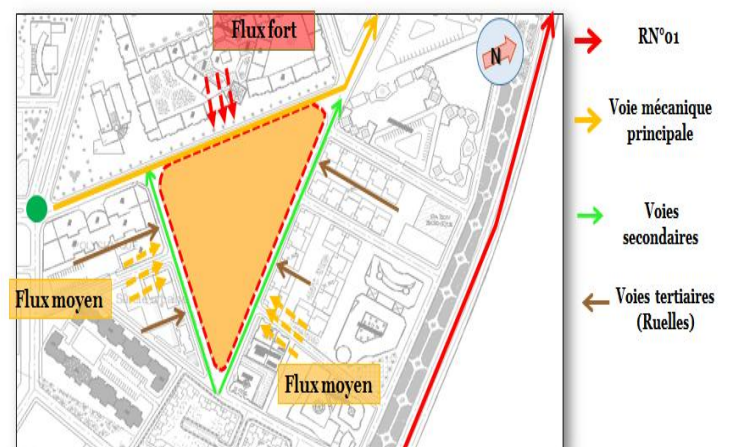 Flux fort
N
RN°01
Voie mécanique
principale
Voies
secondaires
Flux moyen
Voies tertiaires
(Ruelles)
Flux moyen